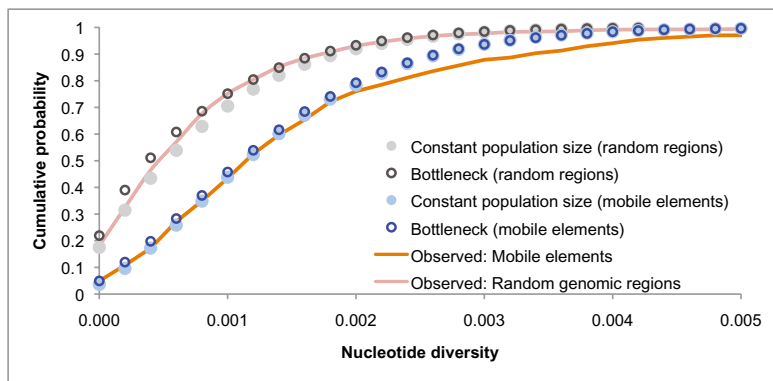 Cumulative probability
1
0.9
0.8
0.7
0.6
0.5
0.4
0.3
0.2
0.1
0
Constant population size (random regions)
Bottleneck (random regions)
Constant population size (mobile elements)
Bottleneck (mobile elements)
Observed: Mobile elements
Observed: Random genomic regions
0.000 0.001 0.002 0.003 0.004 0.005
Nucleotide diversity